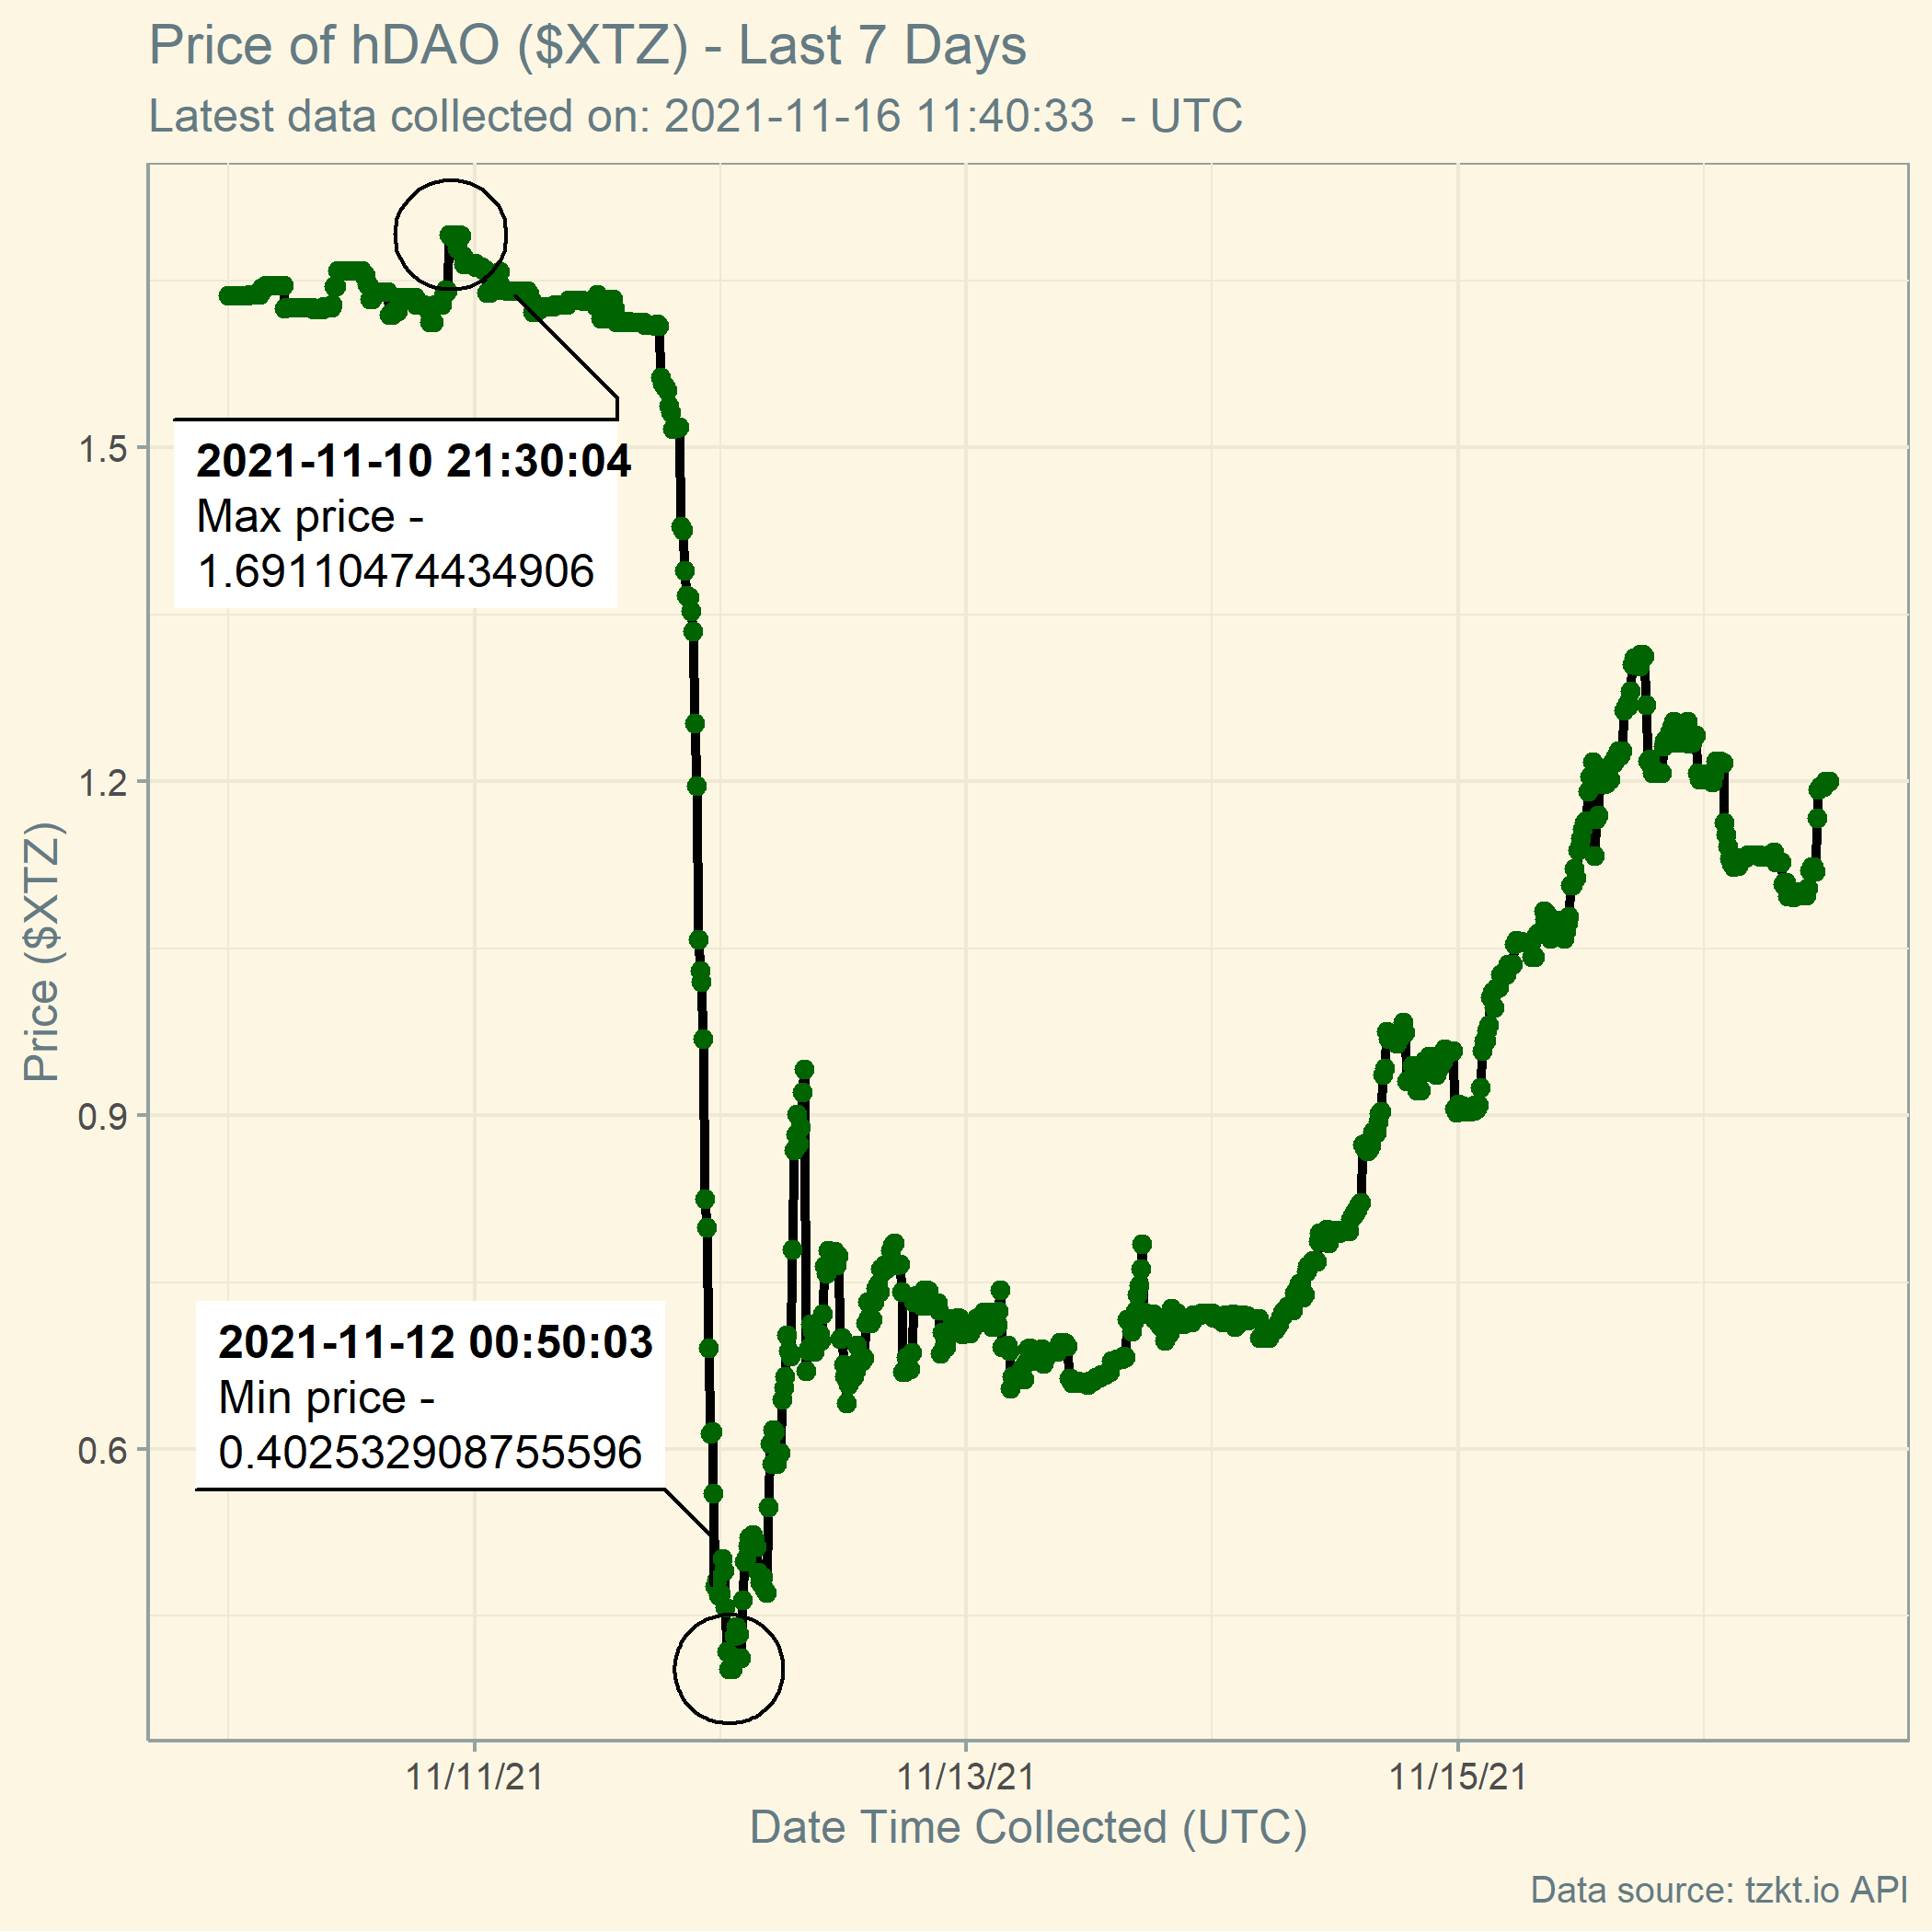 Price of hDAO ($XTZ) - Last 7 Days
Latest data collected on: 2021-11-16 11:40:33  - UTC
2021-11-10 21:30:04
Max price -
1.69110474434906
2021-11-12 00:50:03
Min price -
0.402532908755596
Price ($XTZ)
1.5
1.2
0.9
0.6
11/11/21
11/13/21
11/15/21
Date Time Collected (UTC)
Data source: tzkt.io API